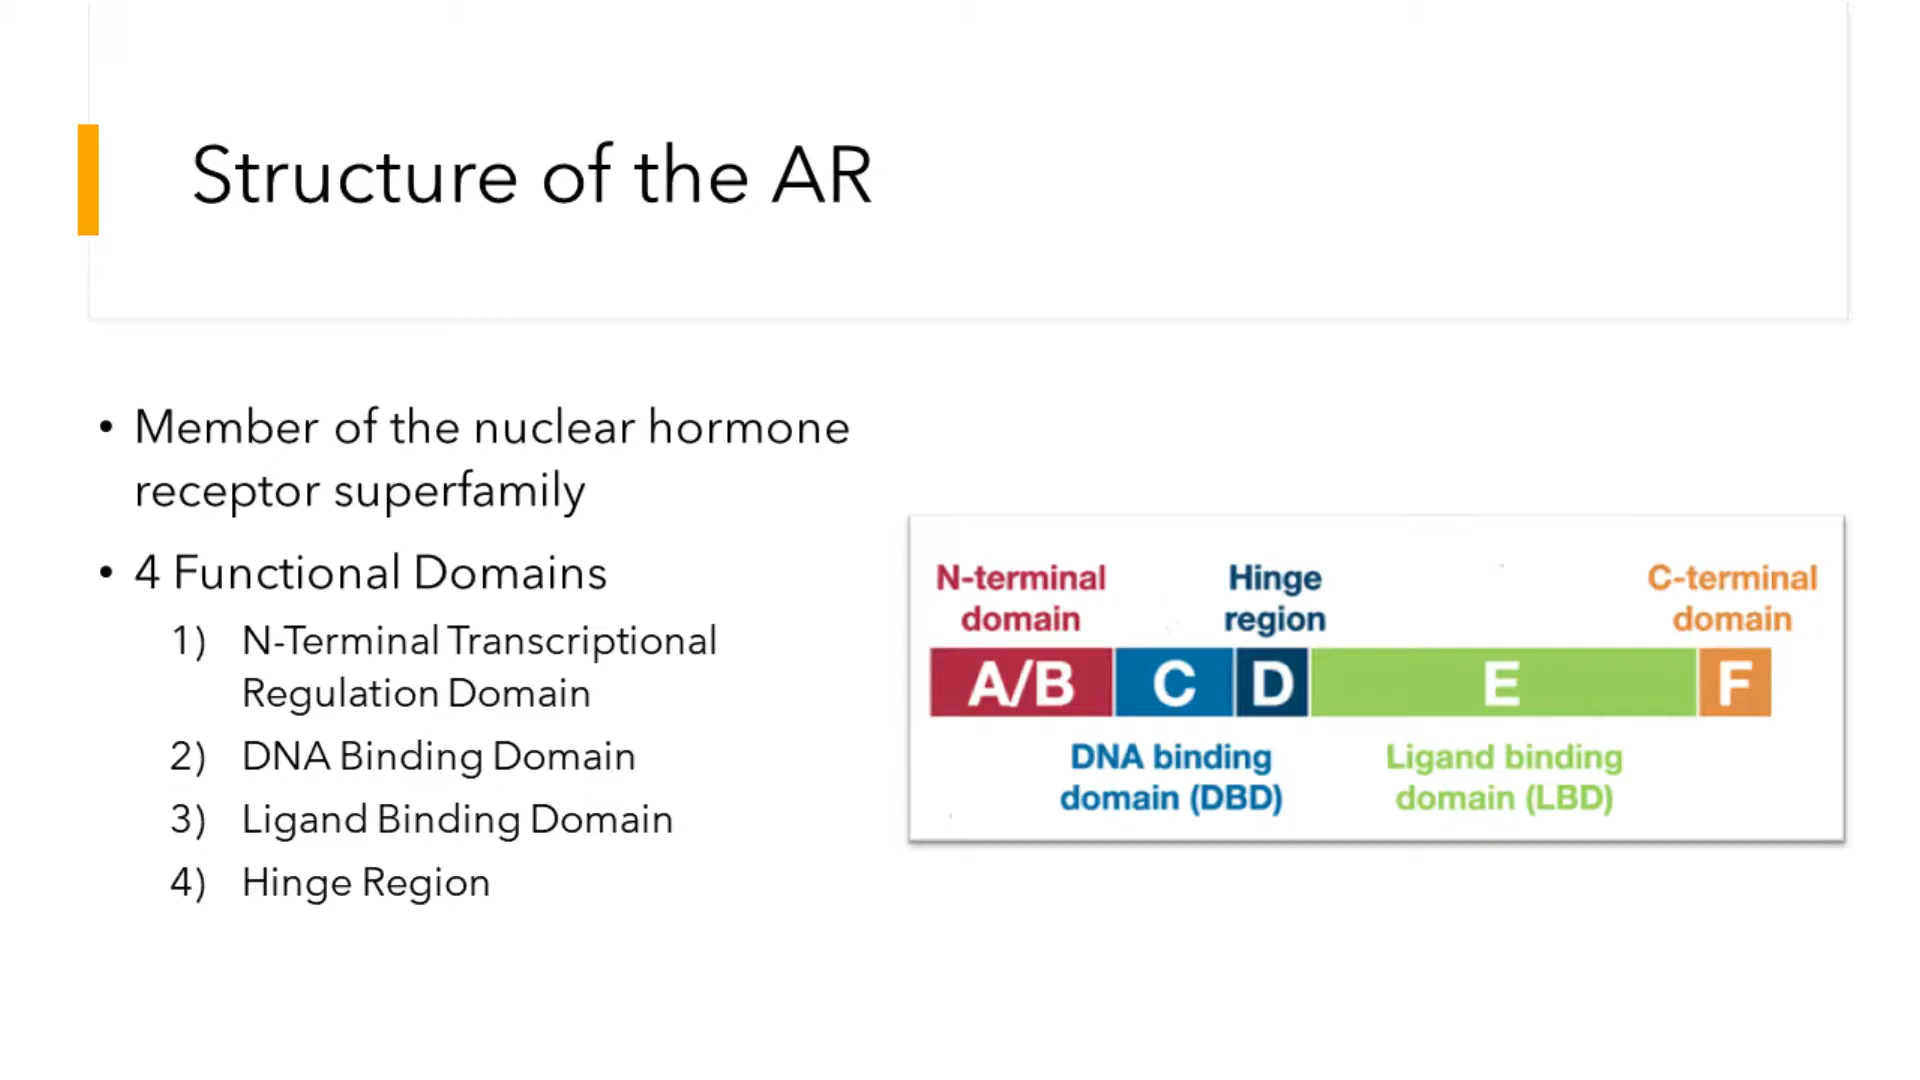 Structure of the AR
• Member of the nuclear hormone
receptor superfamily
• 4 Functional Domains
1) N-Terminal Transcriptional
Regulation Domain
2) DNA Binding Domain
3) Ligand Binding Domain
4) Hinge Region
N-terminal
domain
Hinge
region
C-terminal
domain
A/B C D E F
DNA binding
domain (DBD)
Ligand binding
domain (LBD)